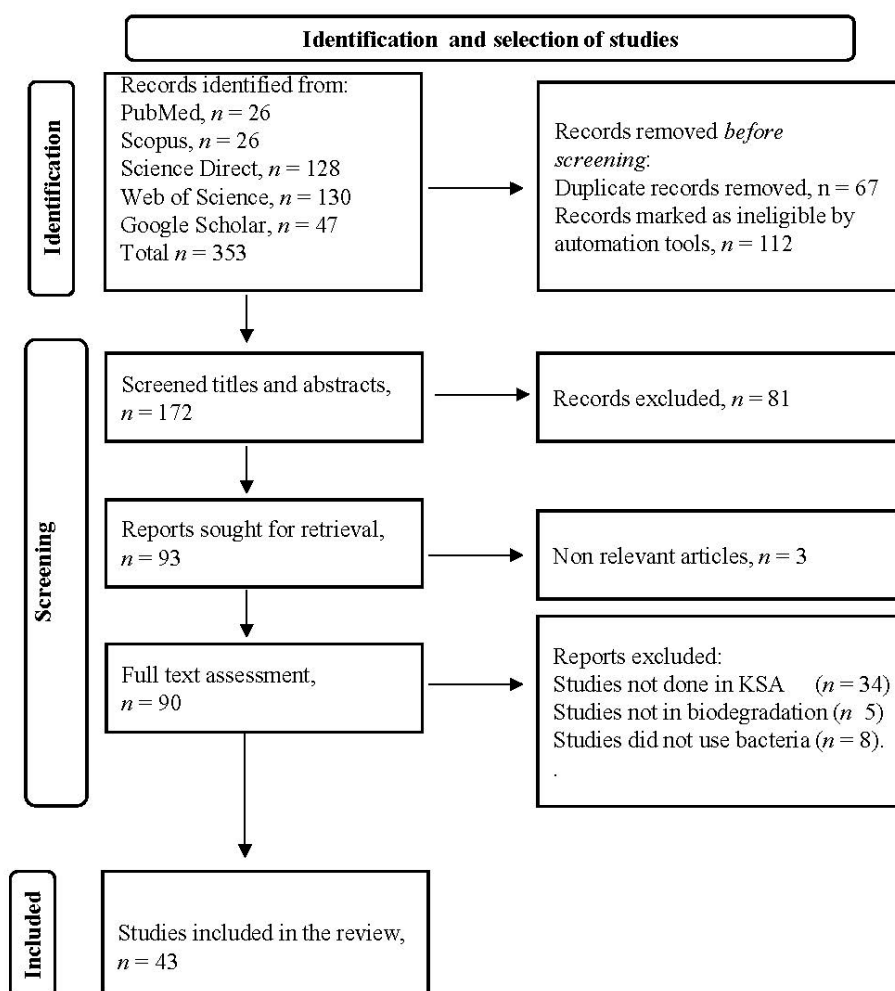 Identification and selection of studies
Identification
Records identified from:
PubMed, n = 26
Scopus, n = 26
Science Direct, n = 128
Web of Science, n = 130
Google Scholar, n = 47
Total n = 353
Records removed before
screening:
Duplicate records removed, n = 67
Records marked as ineligible by
automation tools, n = 112
Screening
Screened titles and abstracts,
n = 172
Records excluded, n = 81
Reports sought for retrieval,
n = 93
Non relevant articles, n = 3
Full text assessment,
n = 90
Reports excluded:
Studies not done in KSA (n = 34)
Studies not in biodegradation (n 5)
Studies did not use bacteria (n = 8).
.
Included
Studies included in the review,
n = 43